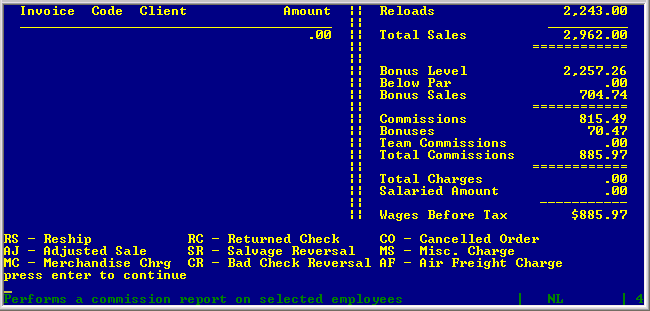 Invoice Code Client Amount ¦¦ Reloads 2,243.00
.00 ¦¦ Total Sales 2,962.00
============
Bonus Level 2,257.26
Below Par .00
Bonus Sales 704.74
============
Commissions 815.49
Bonuses 70.47
Team Commissions .00
Total Commissions 885.97
============
Total Charges .00
Salaried Amount .00
-----------
Wages Before Tax $885.97
RS - Reship RC - Returned Check CO - Cancelled Order
AJ - Adjusted Sale SR - Salvage Reversal MS - Misc. Charge
MC - Merchandise Chrg CR - Bad Check Reversal AF - Air Freight Charge
press enter to continue
Performs a commission report on selected employees | NL | 4